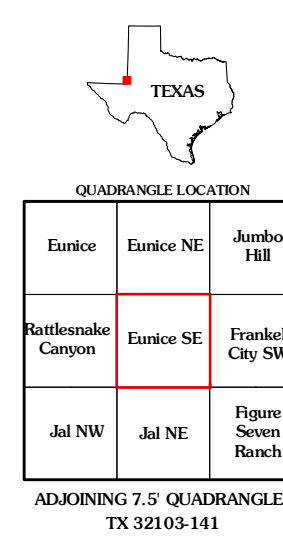 TEXAS
QUADRANGLE LOCATION
Eunice
Eunice NE
Jumbo
Hill
Rattlesnake
Canyon
Eunice SE
Frankel
City SW
Jal NW
Jal NE
Figure
Seven
Ranch
ADJOINING 7.5' QUADRANGLE
TX 32103-141